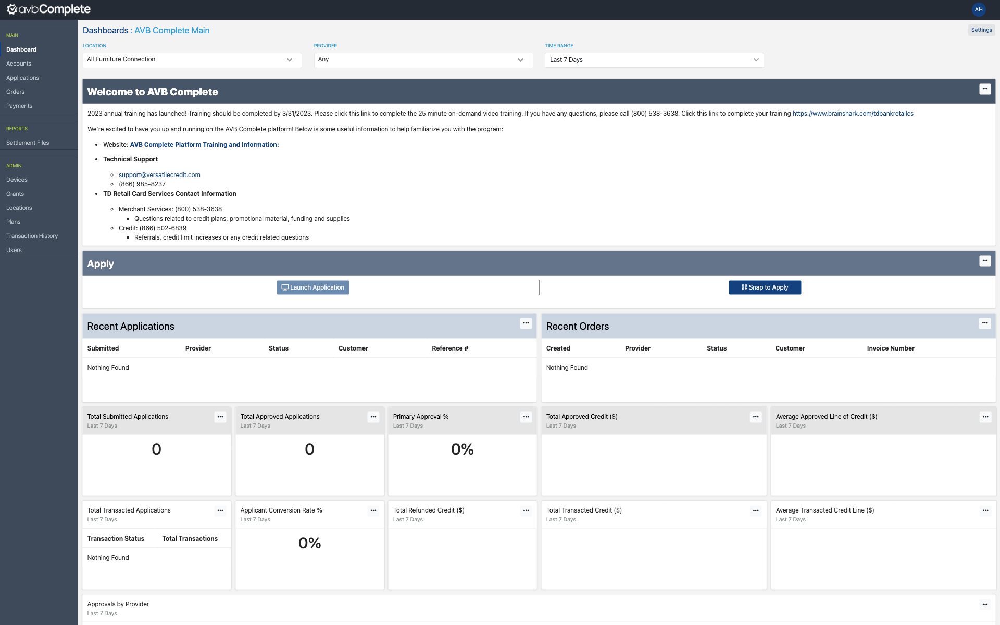 avbComplete
AH
MAIN
Dashboard
Accounts
Applications
Orders
Payments
REPORTS
Settlement Files
ADMIN
Devices
Grants
Locations
Plans
Transaction History
Users
Dashboards : AVB Complete Main
Settings
LOCATION
All Furniture Connection
PROVIDER
Any
TIME RANGE
Last 7 Days
Welcome to AVB Complete
2023 annual training has launched! Training should be completed by 3/31/2023. Please click this link to complete the 25 minute on-demand video training. If you have any questions, please call (800) 538-3638. Click this link to complete your training https://www.brainshark.com/tdbankretailcs
We're excited to have you up and running on the AVB Complete platform! Below is some useful information to help familiarize you with the program:
Website: AVB Complete Platform Training and Information:
Technical Support
support@versatilecredit.com
(866) 985-8237
TD Retail Card Services Contact Information
Merchant Services: (800) 538-3638
Questions related to credit plans, promotional material, funding and supplies
Credit: (866) 502-6839
Referrals, credit limit increases or any credit related questions
Apply
Launch Application
Snap to Apply
Recent Applications
Submitted Provider Status Customer Reference #
Nothing Found
Recent Orders
Created Provider Status Customer Invoice Number
Nothing Found
Total Submitted Applications
Last 7 Days
0
Total Approved Applications
Last 7 Days
0
Primary Approval %
Last 7 Days
0%
Total Approved Credit ($)
Last 7 Days
Average Approved Line of Credit ($)
Last 7 Days
Total Transacted Applications
Last 7 Days
Transaction Status Total Transactions
Nothing Found
Applicant Conversion Rate %
Last 7 Days
0%
Total Refunded Credit ($)
Last 7 Days
Total Transacted Credit ($)
Last 7 Days
Average Transacted Credit Line ($)
Last 7 Days
Approvals by Provider
Last 7 Days